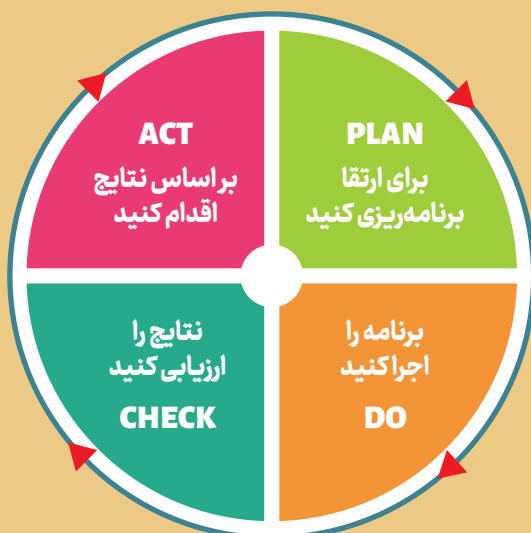 PLAN
برای ارتقا
برنامه‌ریزی کنید
برنامه را
اجرا کنید
DO
نتایج را
ارزیابی کنید
CHECK
ACT
بر اساس نتایج
اقدام کنید